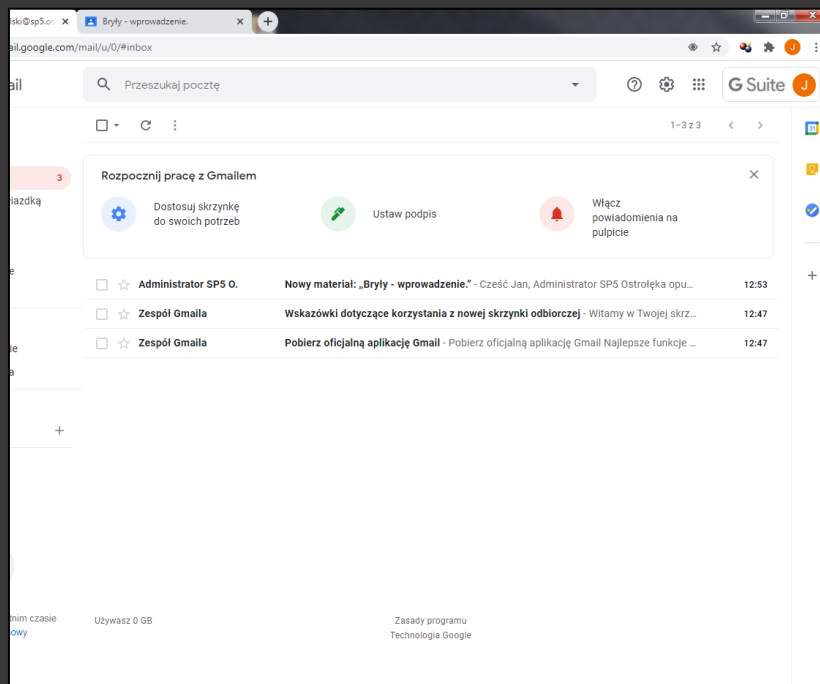 lski@sp5.os
Bryły - wprowadzenie.
ail.google.com/mail/u/0/#inbox
J
ail
Przeszukaj pocztę
G Suite
J
1–3 z 3
31
3
Rozpocznij pracę z Gmailem
iazdką
Dostosuj skrzynkę
do swoich potrzeb
Ustaw podpis
Włącz
powiadomienia na
pulpicie
e
Administrator SP5 O. Nowy materiał: „Bryły - wprowadzenie.” - Cześć Jan, Administrator SP5 Ostrołęka opu... 12:53
Zespół Gmaila Wskazówki dotyczące korzystania z nowej skrzynki odbiorczej - Witamy w Twojej skrz... 12:47
Zespół Gmaila Pobierz oficjalną aplikację Gmail - Pobierz oficjalną aplikację Gmail Najlepsze funkcje ... 12:47
ie
a
tnim czasie
owy
Używasz 0 GB
Zasady programu
Technologia Google